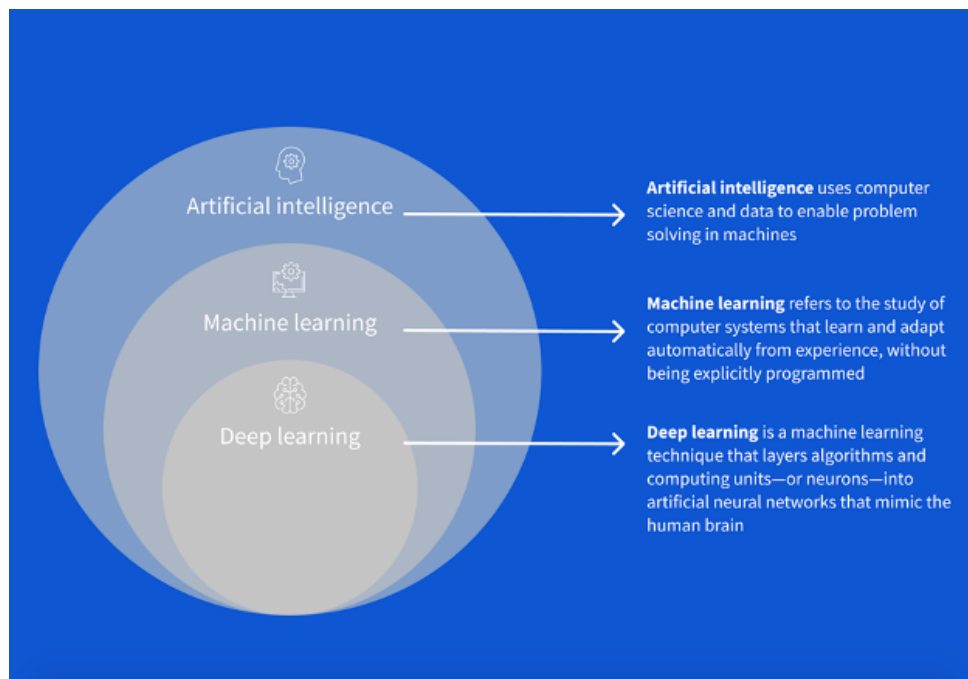 Artificial intelligence
Artificial intelligence uses computer
science and data to enable problem
solving in machines
Machine learning
Machine learning refers to the study of
computer systems that learn and adapt
automatically from experience, without
being explicitly programmed
Deep learning
Deep learning is a machine learning
technique that layers algorithms and
computing units—or neurons—into
artificial neural networks that mimic the
human brain